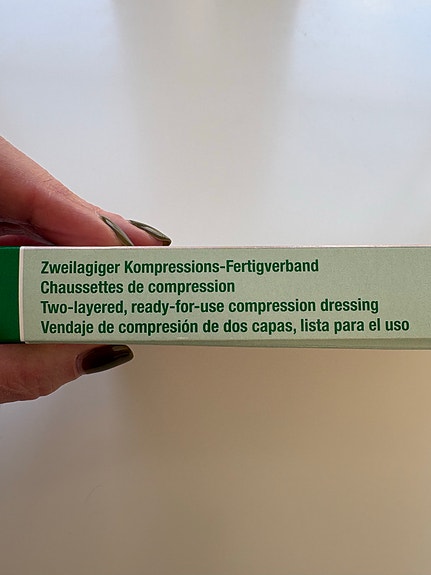 Zweilagiger Kompressions-Fertigverband
Chaussettes de compression
Two-layered, ready-for-use compression dressing
Vendaje de compresión de dos capas, lista para el uso